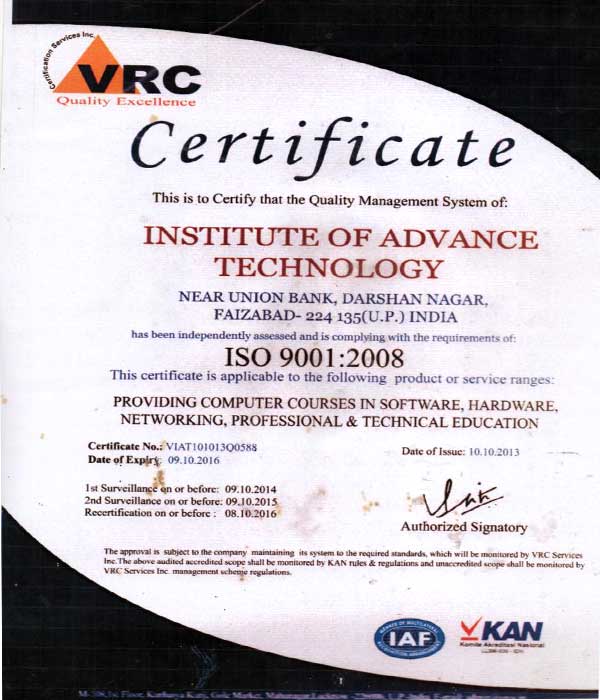 Certification Services Inc.
VRC
Quality Excellence
Certificate
This is to Certify that the Quality Management System of:
INSTITUTE OF ADVANCE
TECHNOLOGY
NEAR UNION BANK, DARSHAN NAGAR,
FAIZABAD- 224 135(U.P.) INDIA
has been independently assessed and is complying with the requirements of:
ISO 9001:2008
This certificate is applicable to the following product or service ranges:
PROVIDING COMPUTER COURSES IN SOFTWARE, HARDWARE,
NETWORKING, PROFESSIONAL & TECHNICAL EDUCATION
Certificate No.: VIAT101013Q0588
Date of Issue: 10.10.2013
Date of Expiry: 09.10.2016
1st Surveillance on or before: 09.10.2014
2nd Surveillance on or before: 09.10.2015
Recertification on or before : 08.10.2016
Authorized Signatory
The approval is subject to the company maintaining its system to the required standards, which will be monitored by VRC Services
Inc.The above audited accredited scope shall be monitored by KAN rules & regulations and unaccredited scope shall be monitored by
VRC Services Inc. management scheme regulations.
MEMBER OF MULTILATERAL
RECOGNITION ARRANGEMENT
IAF
KAN
Komite Akreditasi Nasional